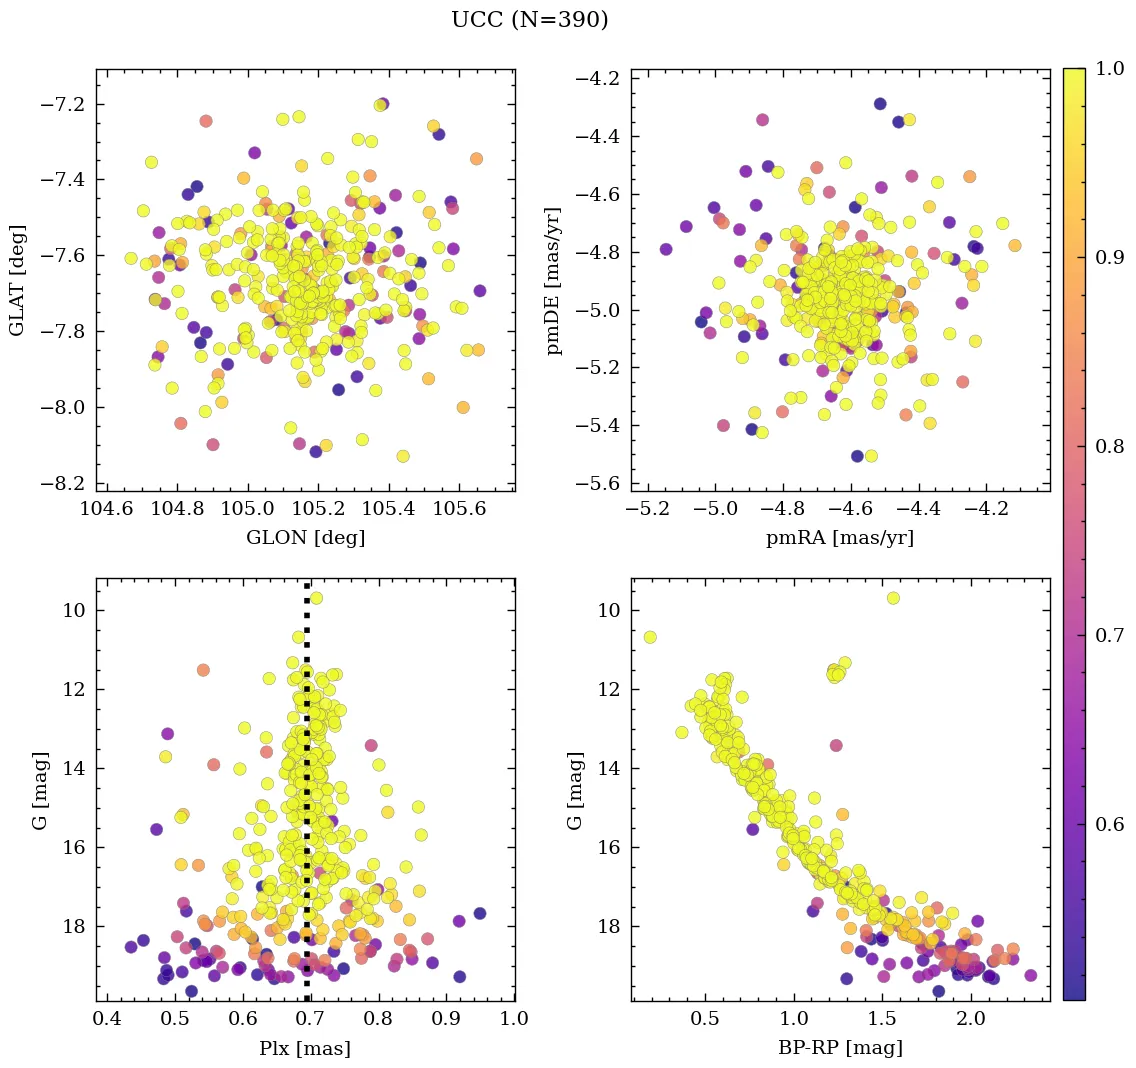 UCC (N=390)
−7.2
−7.4
−7.6
−7.8
−8.0
−8.2
GLAT [deg]
104.6 104.8 105.0 105.2 105.4 105.6
GLON [deg]
−4.2
−4.4
−4.6
−4.8
−5.0
−5.2
−5.4
−5.6
pmDE [mas/yr]
−5.2 −5.0 −4.8 −4.6 −4.4 −4.2
pmRA [mas/yr]
10
12
14
16
18
G [mag]
0.4 0.5 0.6 0.7 0.8 0.9 1.0
Plx [mas]
10
12
14
16
18
G [mag]
0.5 1.0 1.5 2.0
BP-RP [mag]
1.0
0.9
0.8
0.7
0.6